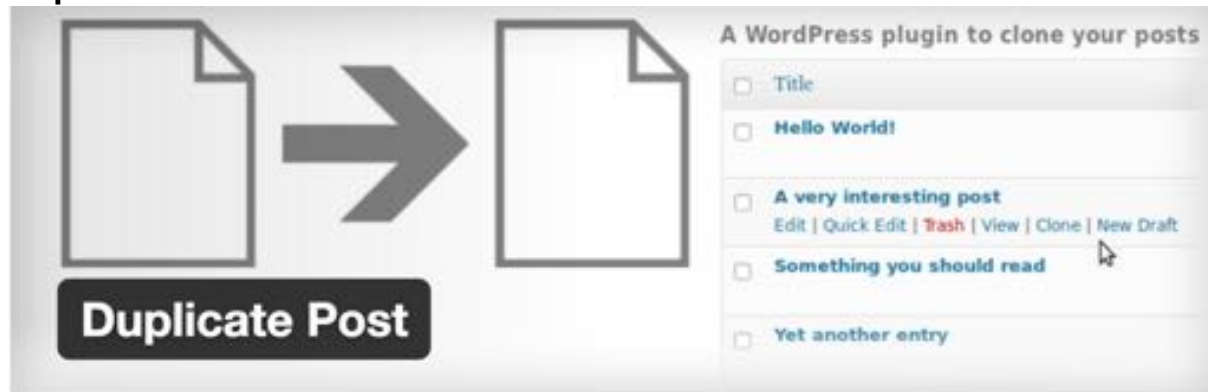 A WordPress plugin to clone your posts
Title
Hello World!
A very interesting post
Edit | Quick Edit | Trash | View | Clone | New Draft
Something you should read
Yet another entry
Duplicate Post